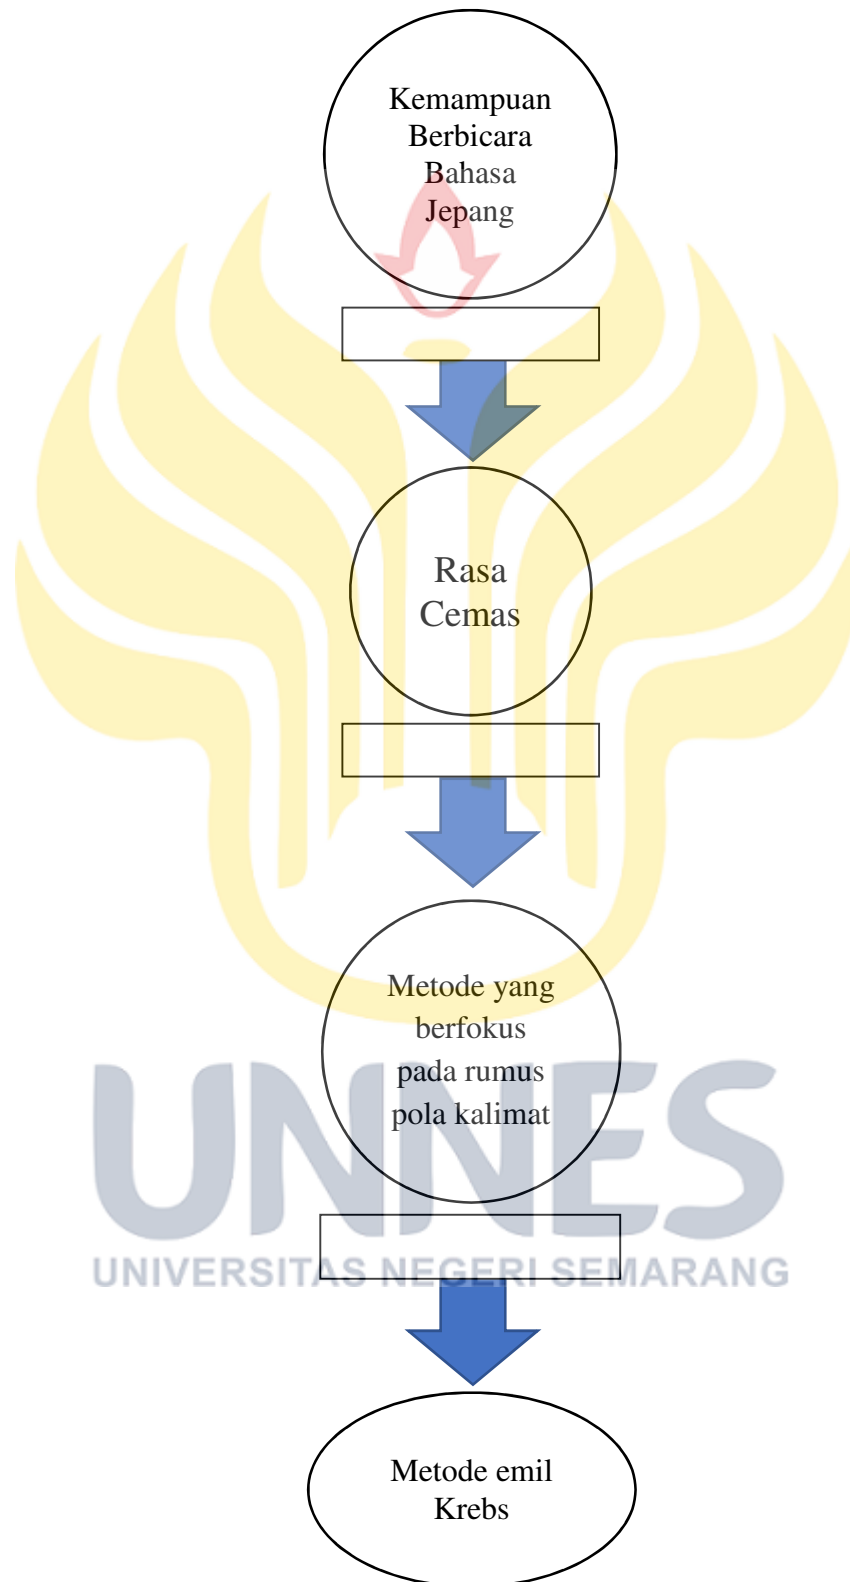 Kemampuan
Berbicara
Bahasa
Jepang
Rasa
Cemas
Metode yang
berfokus
pada rumus
pola kalimat
UNNES
UNIVERSITAS NEGERI SEMARANG
Metode emil
Krebs